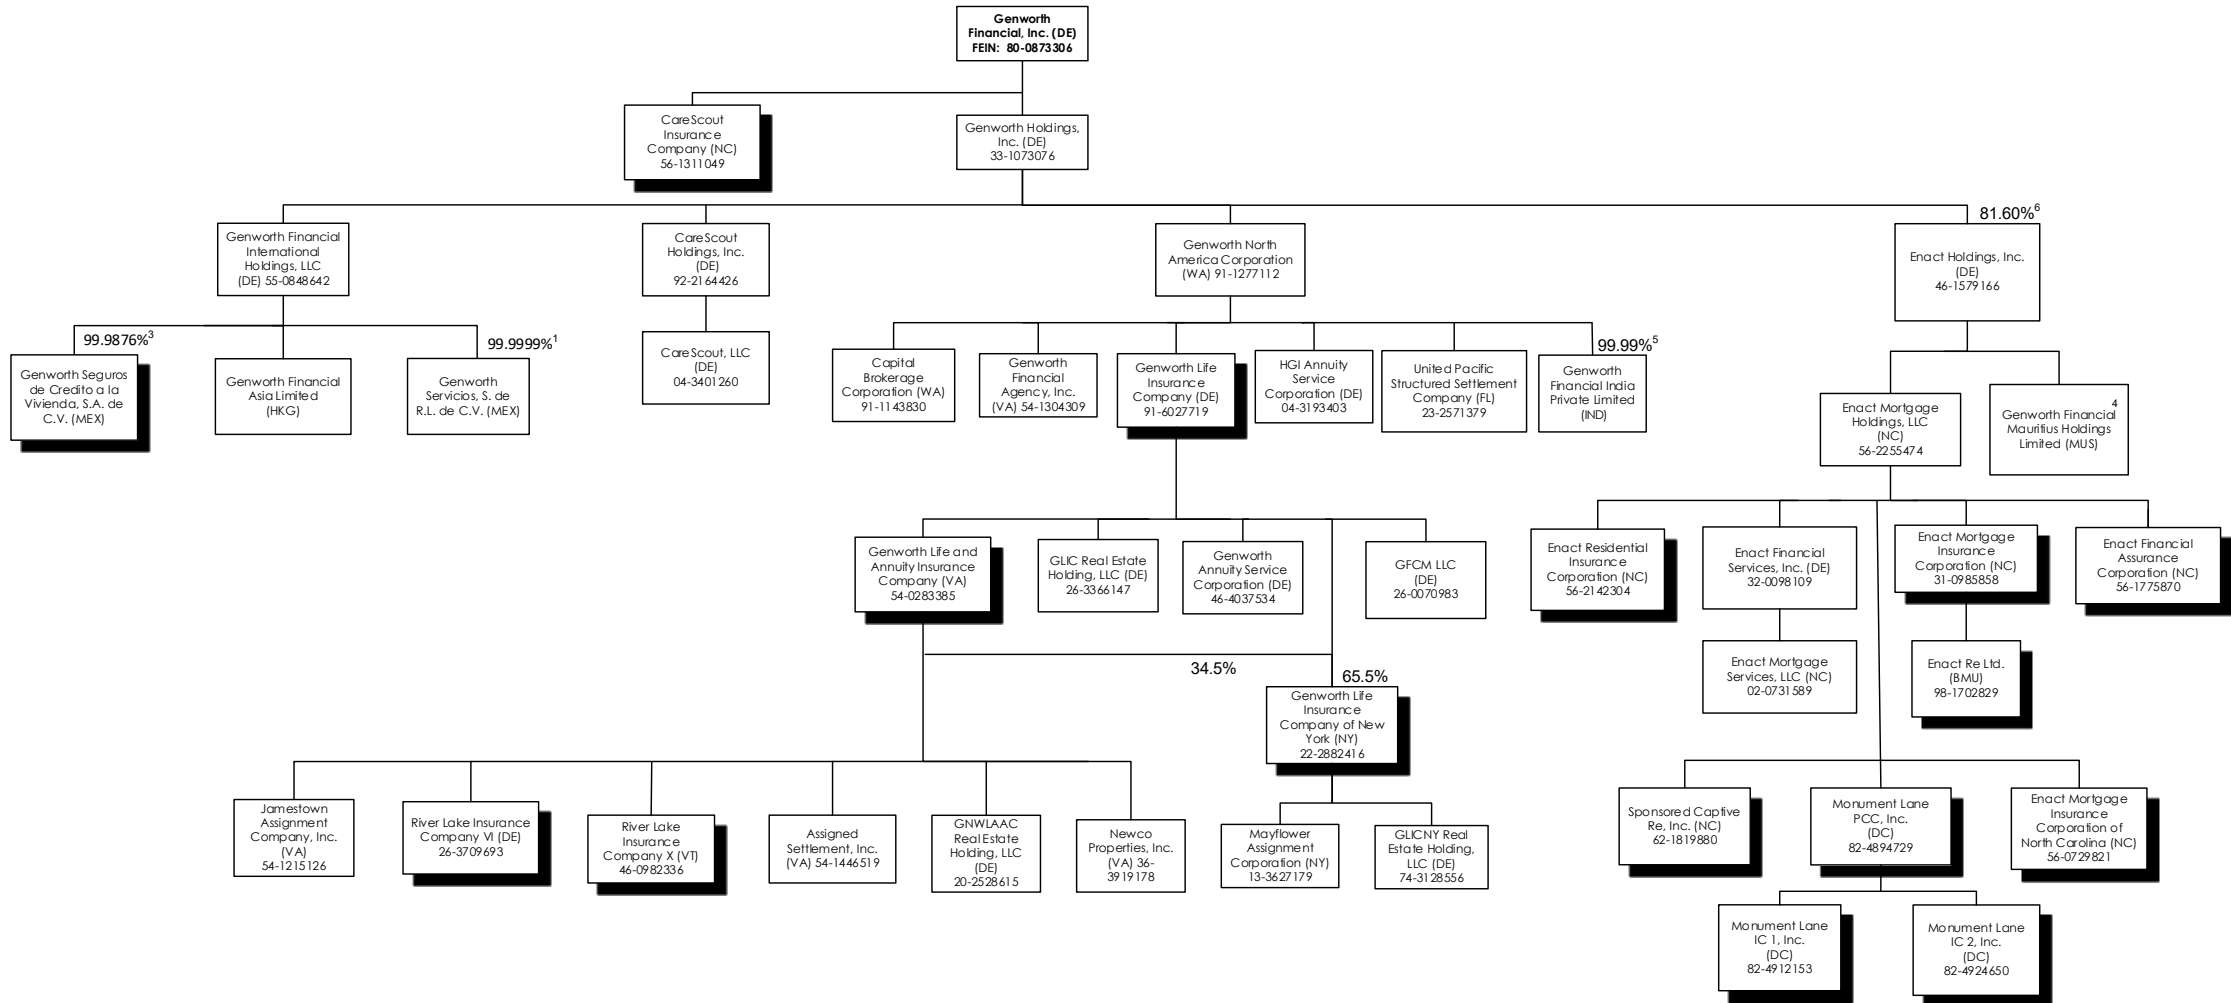 Genworth
Financial, Inc. (DE)
FEIN: 80-0873306
CareScout
Insurance
Company (NC)
56-1311049
Genworth Holdings,
Inc. (DE)
33-1073076
Genworth Financial
International
Holdings, LLC
(DE) 55-0848642
CareScout
Holdings, Inc.
(DE)
92-2164426
Genworth North
America Corporation
(WA) 91-1277112
81.60%6
Enact Holdings, Inc.
(DE)
46-1579166
99.9876%3
Genworth Seguros
de Credito a la
Vivienda, S.A. de
C.V. (MEX)
Genworth Financial
Asia Limited
(HKG)
99.9999%1
Genworth
Servicios, S. de
R.L. de C.V. (MEX)
CareScout, LLC
(DE)
04-3401260
Capital
Brokerage
Corporation (WA)
91-1143830
Genworth
Financial
Agency, Inc.
(VA) 54-1304309
Genworth Life
Insurance
Company (DE)
91-6027719
HGI Annuity
Service
Corporation (DE)
04-3193403
United Pacific
Structured Settlement
Company (FL)
23-2571379
99.99%5
Genworth
Financial India
Private Limited
(IND)
Enact Mortgage
Holdings, LLC
(NC)
56-2255474
4
Genworth Financial
Mauritius Holdings
Limited (MUS)
Genworth Life and
Annuity Insurance
Company (VA)
54-0283385
GLIC Real Estate
Holding, LLC (DE)
26-3366147
Genworth
Annuity Service
Corporation (DE)
46-4037534
GFCM LLC
(DE)
26-0070983
Enact Residential
Insurance
Corporation (NC)
56-2142304
Enact Financial
Services, Inc. (DE)
32-0098109
Enact Mortgage
Insurance
Corporation (NC)
31-0985858
Enact Financial
Assurance
Corporation (NC)
56-1775870
34.5%
65.5%
Genworth Life
Insurance
Company of New
York (NY)
22-2882416
Enact Mortgage
Services, LLC (NC)
02-0731589
Enact Re Ltd.
(BMU)
98-1702829
Jamestown
Assignment
Company, Inc.
(VA)
54-1215126
River Lake Insurance
Company VI (DE)
26-3709693
River Lake
Insurance
Company X (VT)
46-0982336
Assigned
Settlement, Inc.
(VA) 54-1446519
GNWLAAC
Real Estate
Holding, LLC
(DE)
20-2528615
Newco
Properties, Inc.
(VA) 36-
3919178
Mayflower
Assignment
Corporation (NY)
13-3627179
GLICNY Real
Estate Holding,
LLC (DE)
74-3128556
Sponsored Captive
Re, Inc. (NC)
62-1819880
Monument Lane
PCC, Inc.
(DC)
82-4894729
Enact Mortgage
Insurance
Corporation of
North Carolina (NC)
56-0729821
Monument Lane
IC 1, Inc.
(DC)
82-4912153
Monument Lane
IC 2, Inc.
(DC)
82-4924650